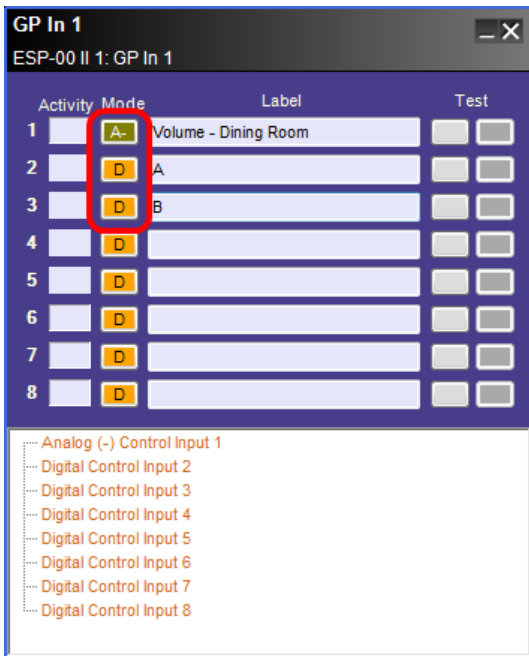 GP In 1
ESP-00 II 1: GP In 1
Activity Mode Label Test
1 A- Volume - Dining Room
2 D A
3 D B
4 D
5 D
6 D
7 D
8 D
Analog (-) Control Input 1
Digital Control Input 2
Digital Control Input 3
Digital Control Input 4
Digital Control Input 5
Digital Control Input 6
Digital Control Input 7
Digital Control Input 8